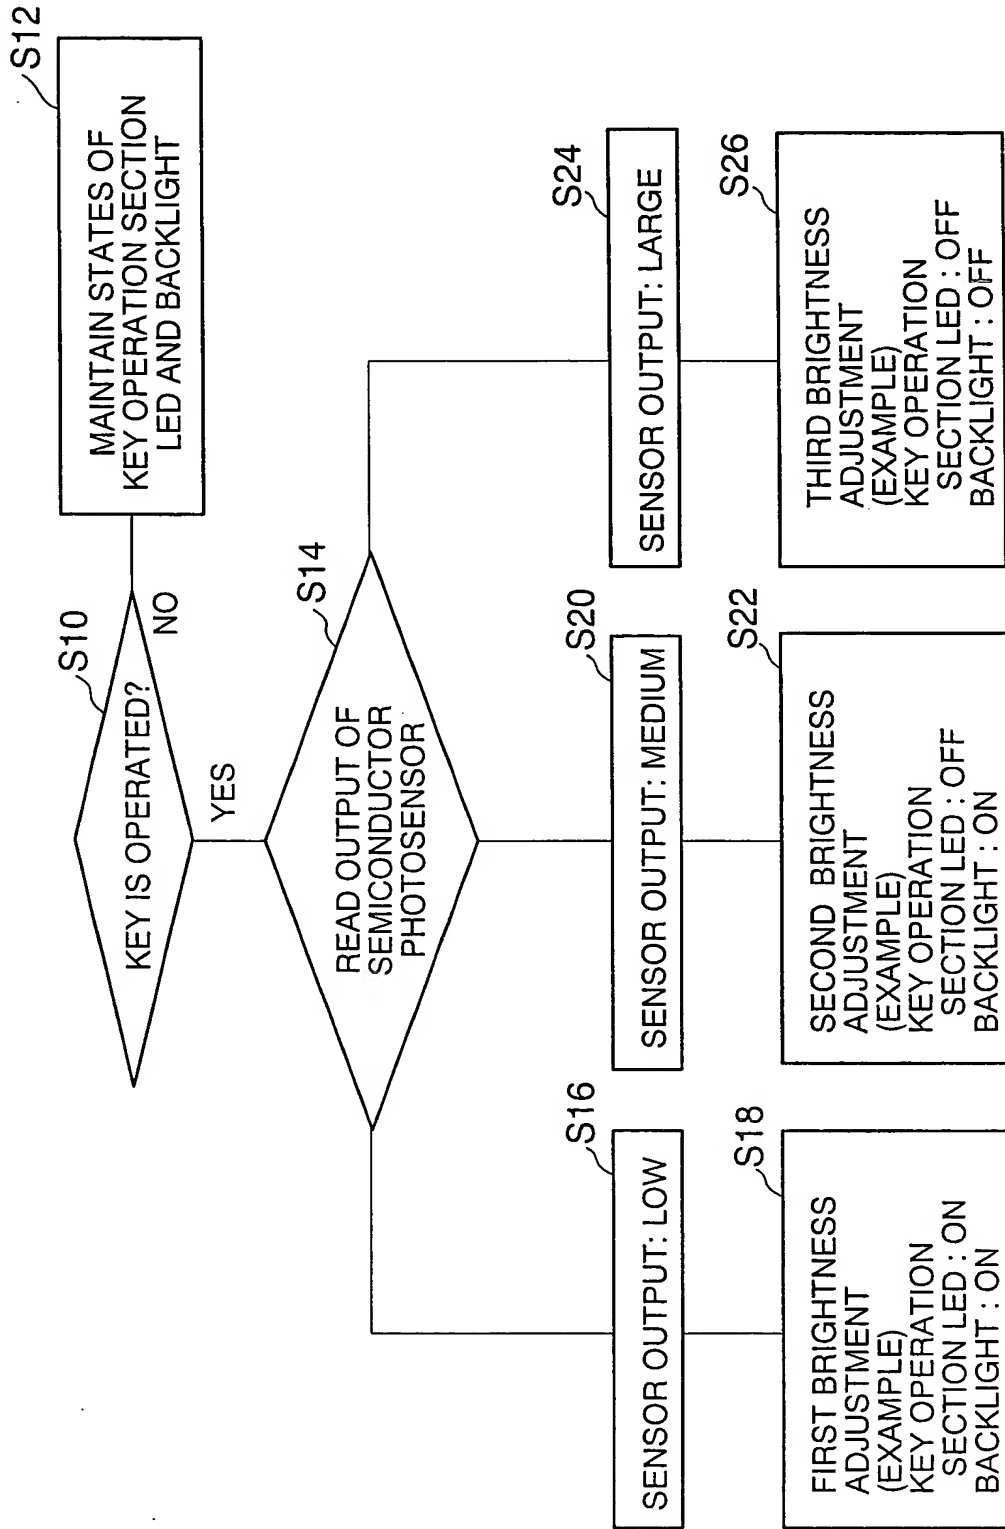 S10
KEY IS OPERATED?
NO
YES
S12
MAINTAIN STATES OF
KEY OPERATION SECTION
LED AND BACKLIGHT
S14
READ OUTPUT OF
SEMICONDUCTOR
PHOTOSENSOR
S16
SENSOR OUTPUT: LOW
S18
FIRST BRIGHTNESS
ADJUSTMENT
(EXAMPLE)
KEY OPERATION
SECTION LED : ON
BACKLIGHT : ON
S20
SENSOR OUTPUT: MEDIUM
S22
SECOND BRIGHTNESS
ADJUSTMENT
(EXAMPLE)
KEY OPERATION
SECTION LED : OFF
BACKLIGHT : ON
S24
SENSOR OUTPUT: LARGE
S26
THIRD BRIGHTNESS
ADJUSTMENT
(EXAMPLE)
KEY OPERATION
SECTION LED : OFF
BACKLIGHT : OFF